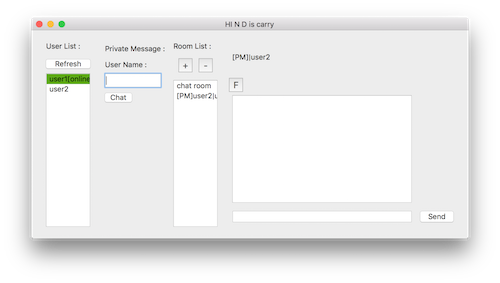 HI N D is carry
User List :
Refresh
user1[online
user2
Private Message :
User Name :
Chat
Room List :
+
-
chat room
[PM]user2|u
[PM]|user2
F
Send